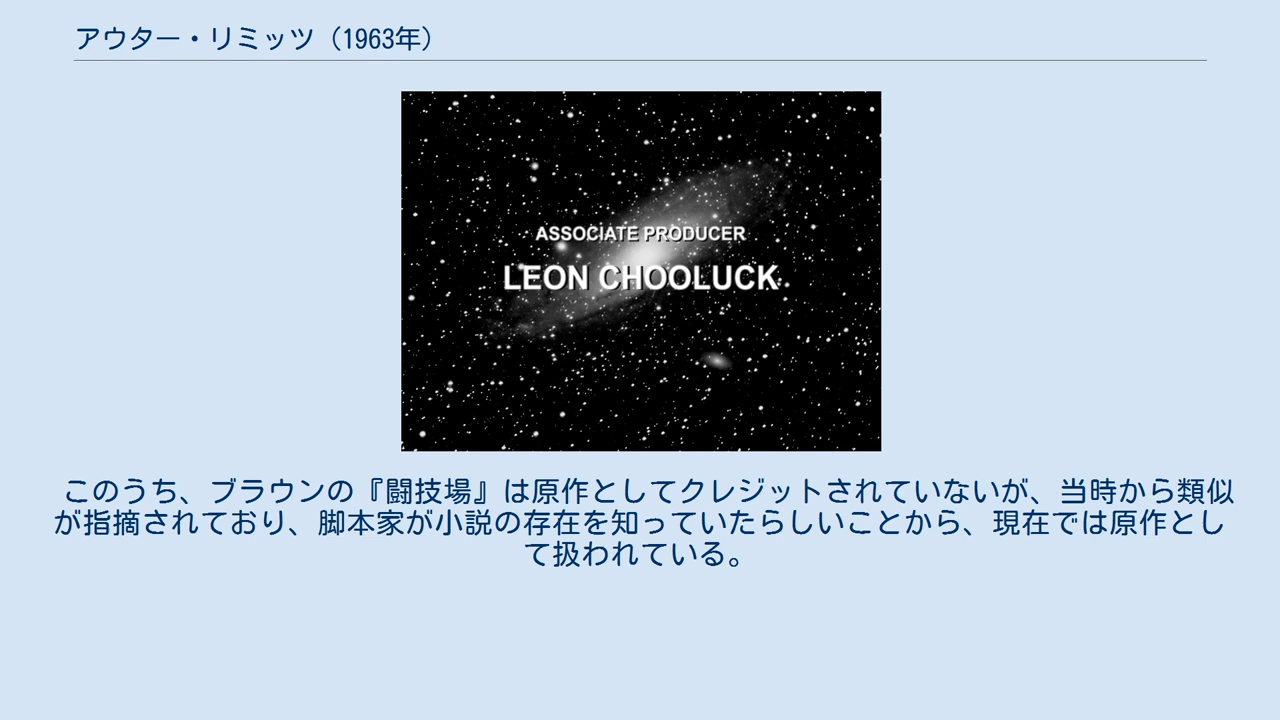 アウター・リミッツ（1963年）
ASSOCIATE PRODUCER
LEON CHOOLUCK
このうち、ブラウンの『闘技場』は原作としてクレジットされていないが、当時から類似
が指摘されており、脚本家が小説の存在を知っていたらしいことから、現在では原作とし
て扱われている。